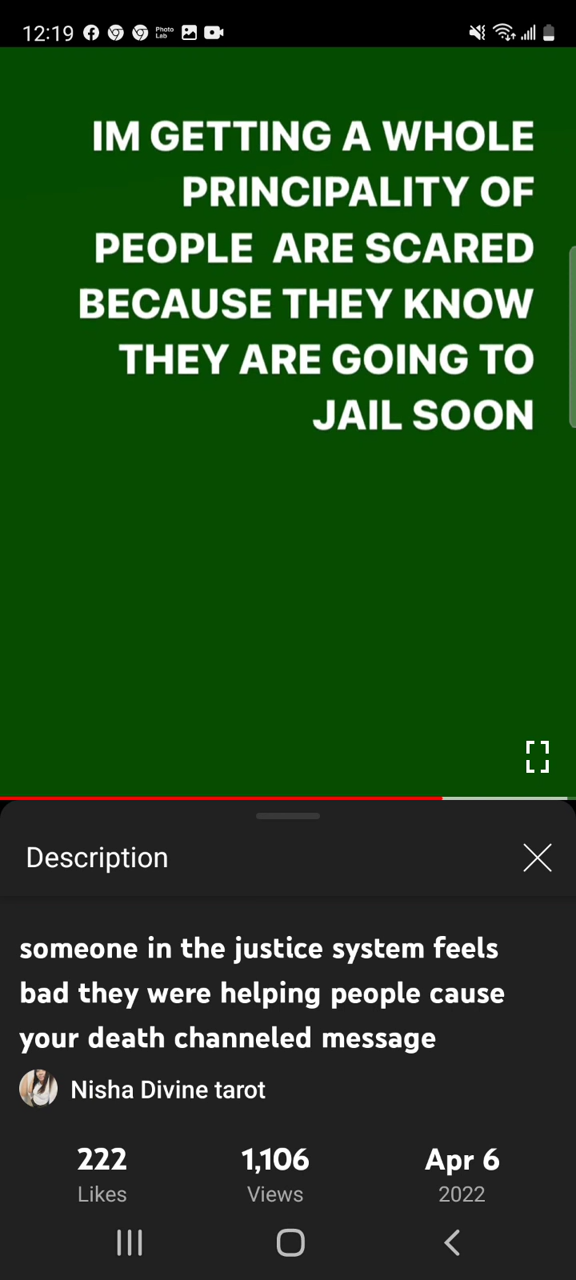 12:19
Photo
Lab
IM GETTING A WHOLE
PRINCIPALITY OF
PEOPLE  ARE SCARED
BECAUSE THEY KNOW
THEY ARE GOING TO
JAIL SOON
Description
someone in the justice system feels
bad they were helping people cause
your death channeled message
Nisha Divine tarot
222 1,106 Apr 6
Likes Views 2022